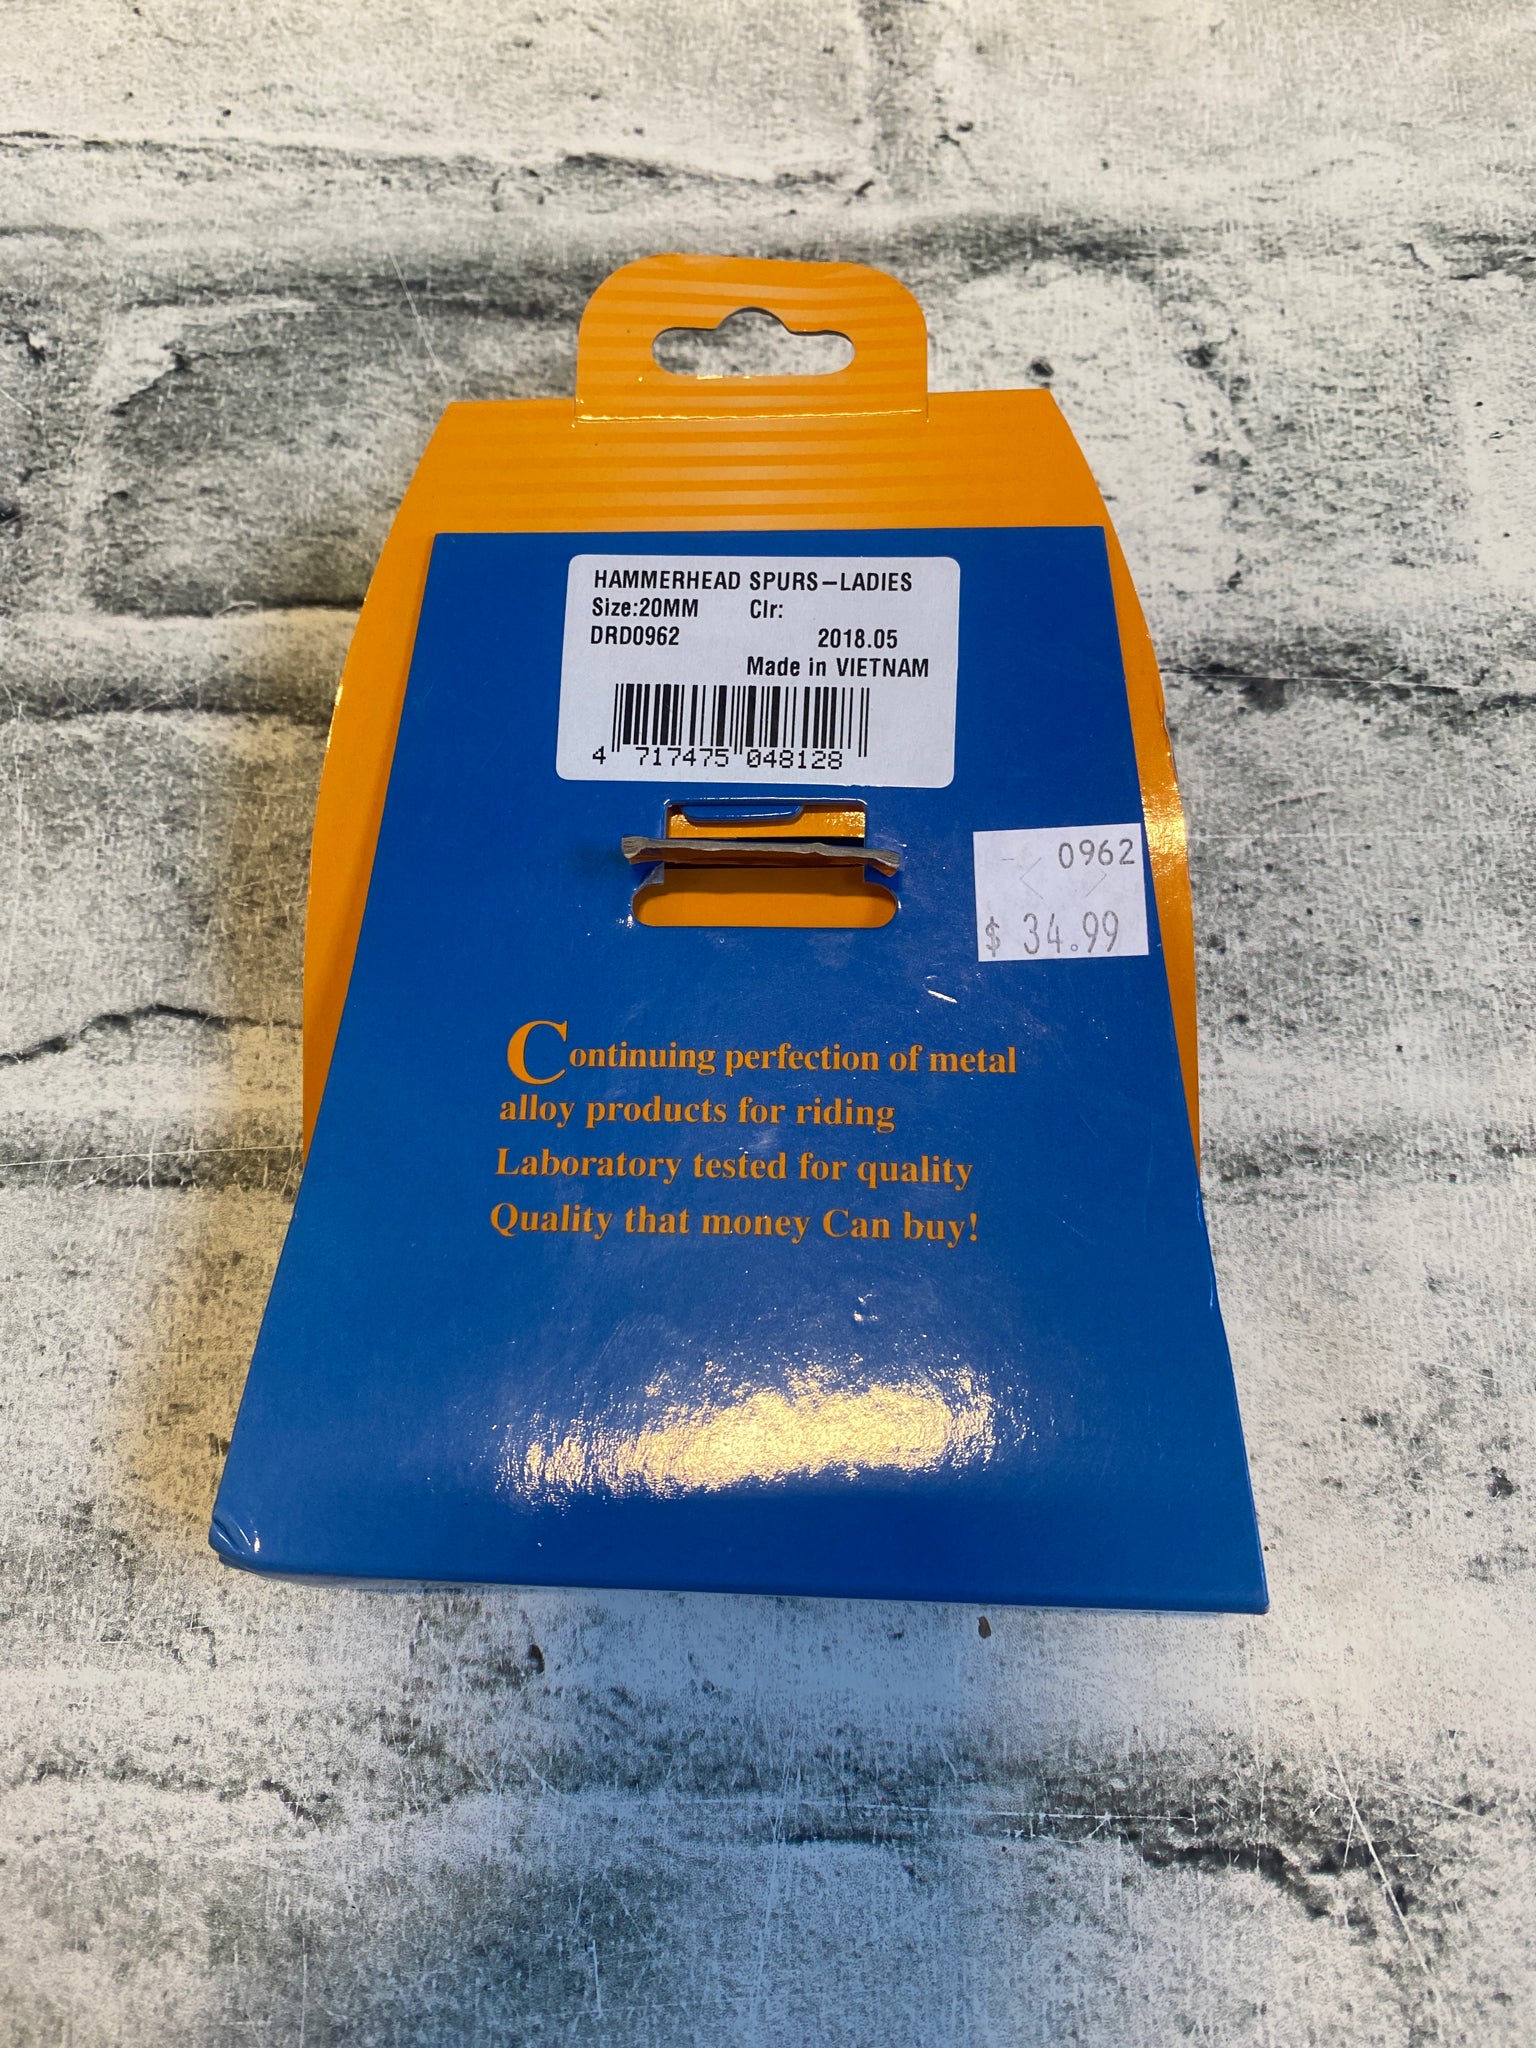 HAMMERHEAD SPURS-LADIES
Size:20MM Clr:
DRD0962
2018.05
Made in VIETNAM
4 717475 048128
0962
$ 34.99
Continuing perfection of metal
alloy products for riding
Laboratory tested for quality
Quality that money Can buy!